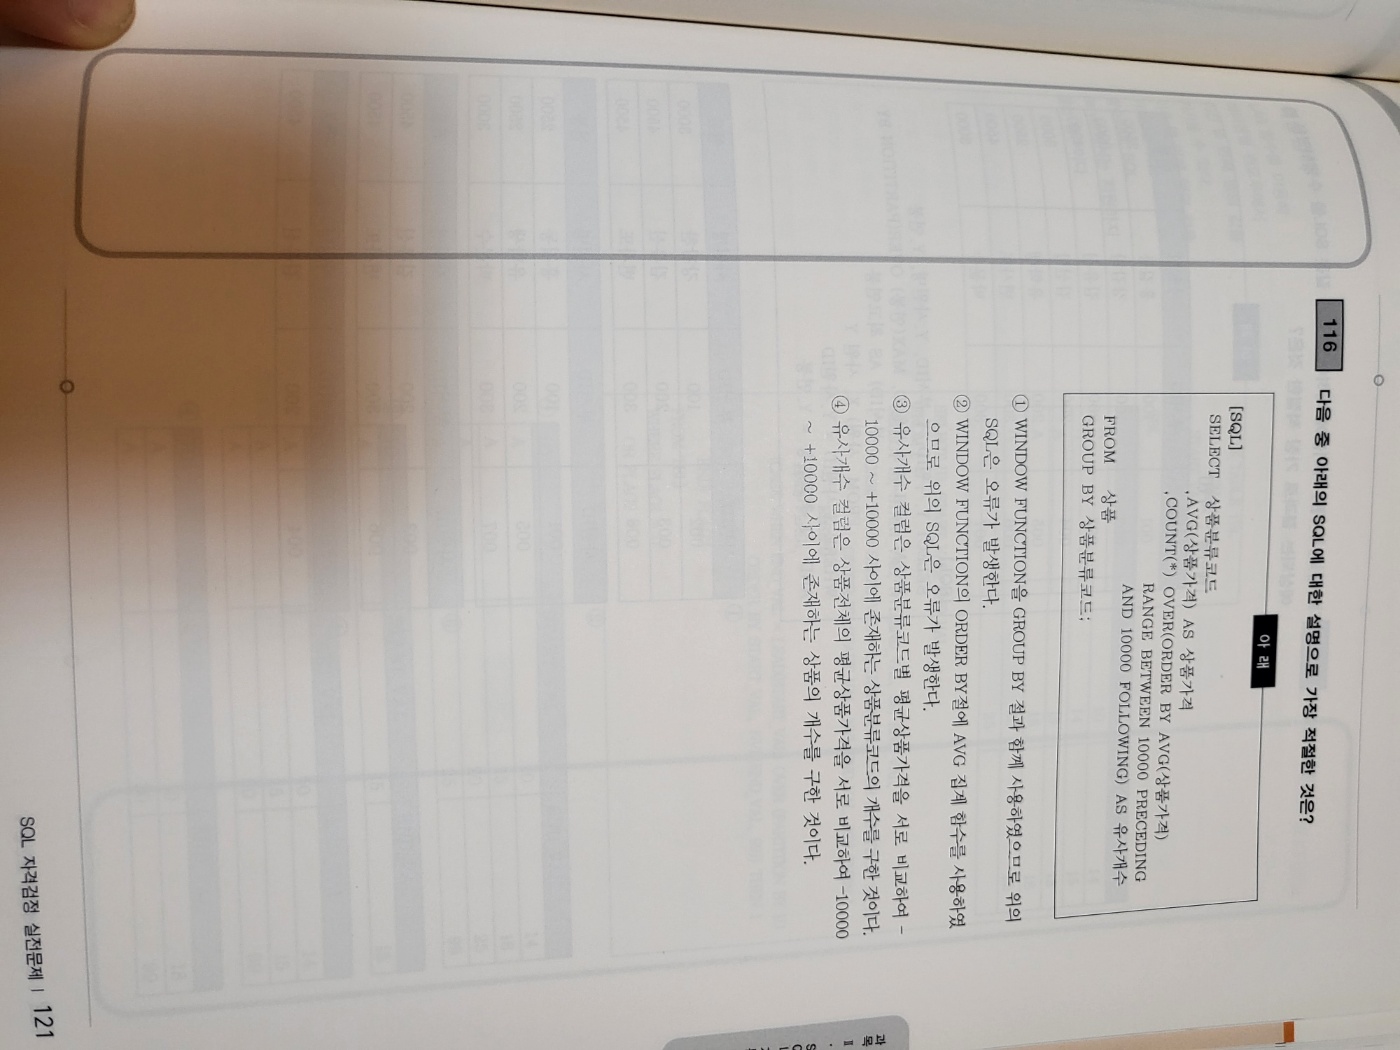 116 다음 중 아래의 SQL에 대한 설명으로 가장 적절한 것은?
아 래
[SQL]
SELECT 상품분류코드
,AVG(상품가격) AS 상품가격
,COUNT(*) OVER(ORDER BY AVG(상품가격)
RANGE BETWEEN 10000 PRECEDING
AND 10000 FOLLOWING) AS 유사개수
FROM 상품
GROUP BY 상품분류코드;
① WINDOW FUNCTION을 GROUP BY 절과 함께 사용하였으므로 위의
SQL은 오류가 발생한다.
② WINDOW FUNCTION의 ORDER BY절에 AVG 집계 함수를 사용하였
으므로 위의 SQL은 오류가 발생한다.
③ 유사개수 컬럼은 상품분류코드별 평균상품가격을 서로 비교하여 -
10000 ~ +10000 사이에 존재하는 상품분류코드의 개수를 구한 것이다.
④ 유사개수 컬럼은 상품전체의 평균상품가격을 서로 비교하여 -10000
~ +10000 사이에 존재하는 상품의 개수를 구한 것이다.
SQL 자격검정 실전문제 | 121
과목 Ⅱ